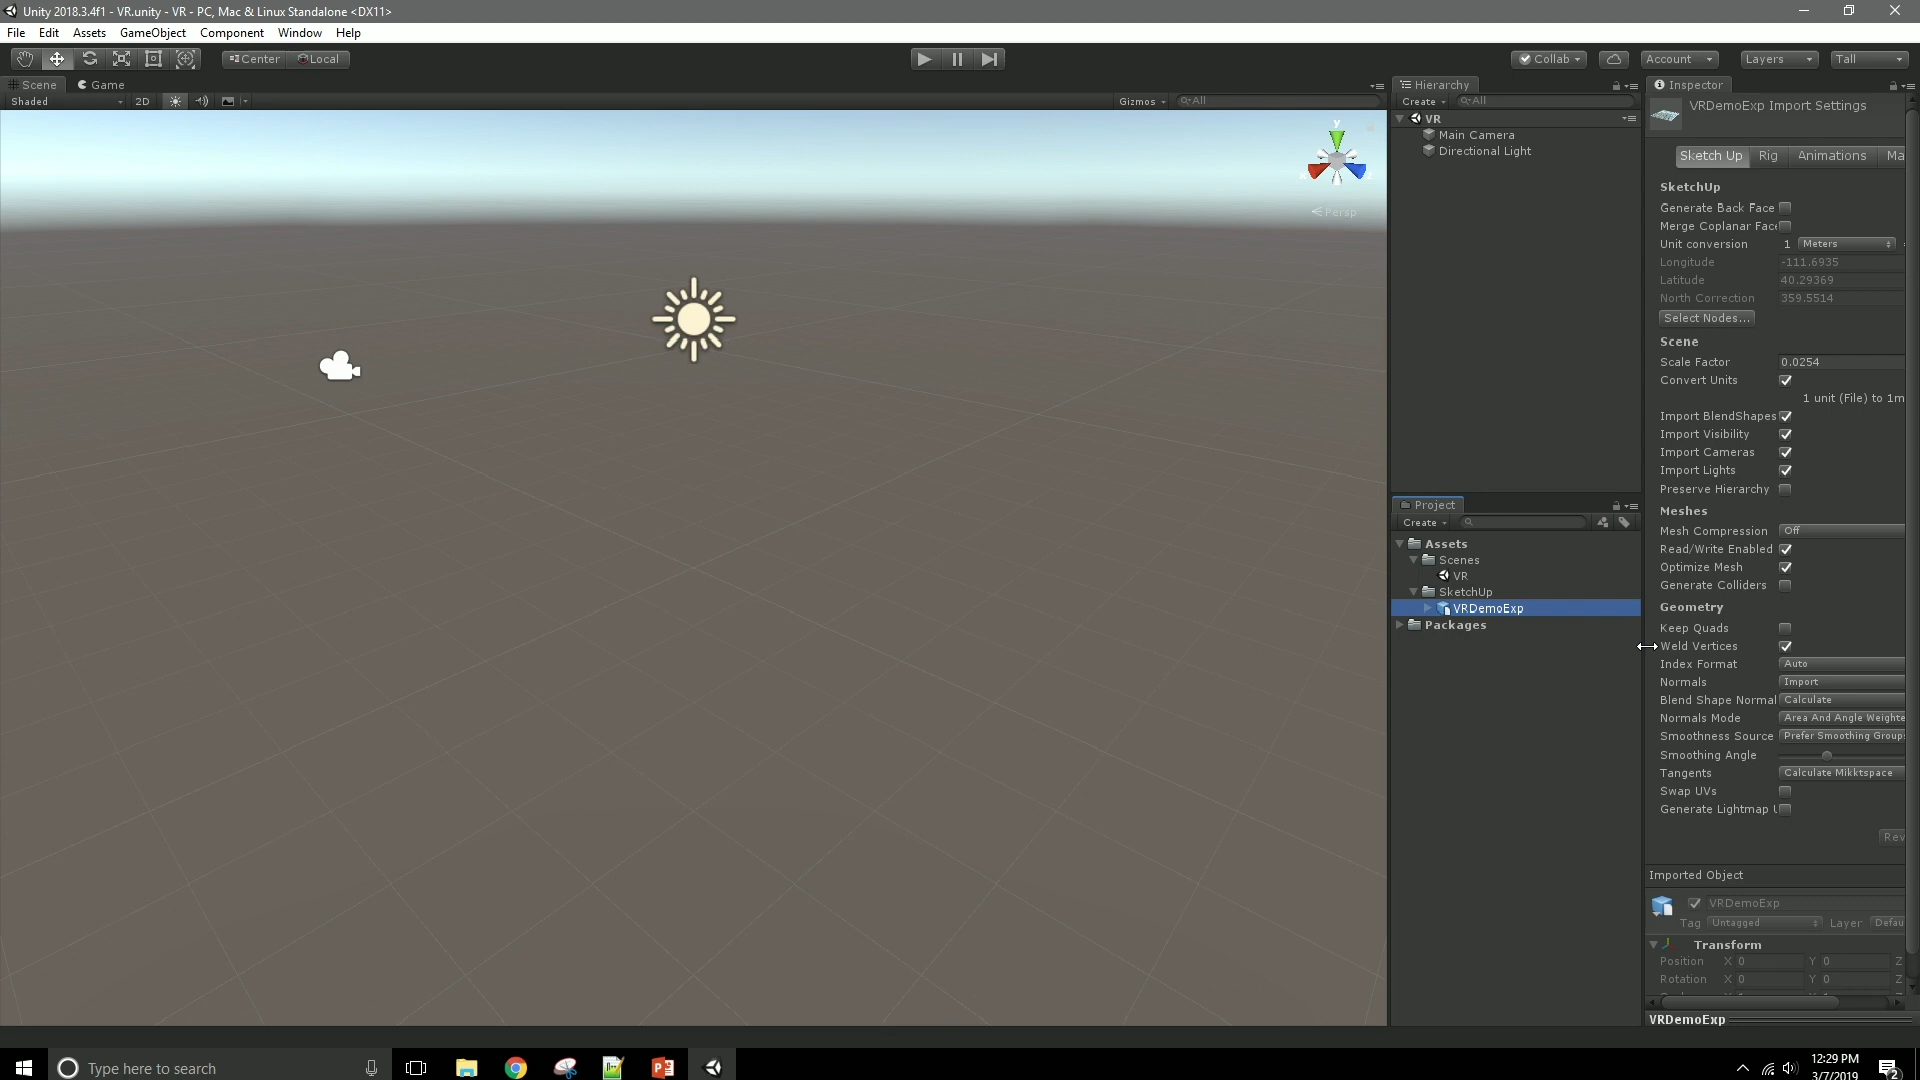 Unity 2018.3.4f1 - VR.unity - VR - PC, Mac & Linux Standalone <DX11>
File Edit Assets GameObject Component Window Help
Center Local
Collab Account Layers Tall
Scene Game
Shaded 2D Gizmos All
y
Persp
Hierarchy
Create All
VR
Main Camera
Directional Light
Project
Create
Assets
Scenes
VR
SketchUp
VRDemoExp
Packages
Inspector
VRDemoExp Import Settings
Sketch Up Rig Animations Ma
SketchUp
Generate Back Face
Merge Coplanar Face
Unit conversion 1 Meters
Longitude -111.6935
Latitude 40.29369
North Correction 359.5514
Select Nodes...
Scene
Scale Factor 0.0254
Convert Units
1 unit (File) to 1m
Import BlendShapes
Import Visibility
Import Cameras
Import Lights
Preserve Hierarchy
Meshes
Mesh Compression Off
Read/Write Enabled
Optimize Mesh
Generate Colliders
Geometry
Keep Quads
Weld Vertices
Index Format Auto
Normals Import
Blend Shape Normal Calculate
Normals Mode Area And Angle Weighte
Smoothness Source Prefer Smoothing Groups
Smoothing Angle
Tangents Calculate Mikktspace
Swap UVs
Generate Lightmap U
Rev
Imported Object
VRDemoExp
Tag Untagged Layer Defau
Transform
Position X 0 Y 0 Z
Rotation X 0 Y 0 Z
VRDemoExp
Type here to search
12:29 PM
3/7/2019
2